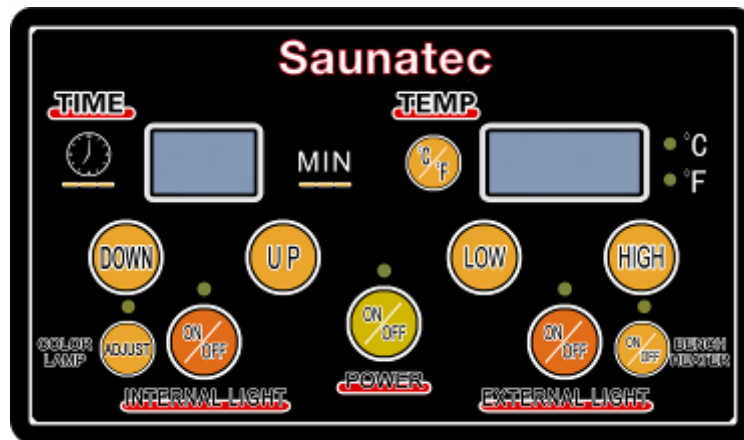 Saunatec
TIME
TEMP
MIN
°C/°F
°C
°F
DOWN
UP
LOW
HIGH
COLOR LAMP
ADJUST
ON/OFF
INTERNAL LIGHT
ON/OFF
POWER
ON/OFF
EXTERNAL LIGHT
ON/OFF
BENCH HEATER